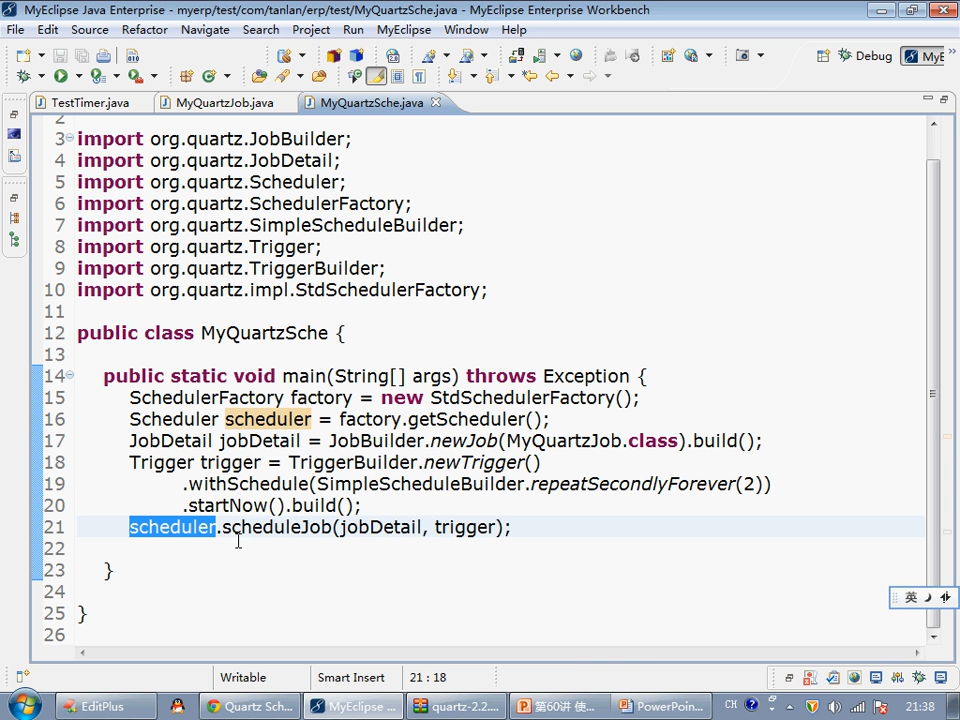 MyEclipse Java Enterprise - myerp/test/com/tanlan/erp/test/MyQuartzSche.java - MyEclipse Enterprise Workbench
File Edit Source Refactor Navigate Search Project Run MyEclipse Window Help
Debug MyE
TestTimer.java MyQuartzJob.java MyQuartzSche.java
2
3 import org.quartz.JobBuilder;
4 import org.quartz.JobDetail;
5 import org.quartz.Scheduler;
6 import org.quartz.SchedulerFactory;
7 import org.quartz.SimpleScheduleBuilder;
8 import org.quartz.Trigger;
9 import org.quartz.TriggerBuilder;
10 import org.quartz.impl.StdSchedulerFactory;
11
12 public class MyQuartzSche {
13
14 public static void main(String[] args) throws Exception {
15 SchedulerFactory factory = new StdSchedulerFactory();
16 Scheduler scheduler = factory.getScheduler();
17 JobDetail jobDetail = JobBuilder.newJob(MyQuartzJob.class).build();
18 Trigger trigger = TriggerBuilder.newTrigger()
19 .withSchedule(SimpleScheduleBuilder.repeatSecondlyForever(2))
20 .startNow().build();
21 scheduler.scheduleJob(jobDetail, trigger);
22
23 }
24
25 }
26
英
Writable Smart Insert 21 : 18
EditPlus Quartz Sch... MyEclipse ... quartz-2.2.... 第60讲 使... PowerPoin... CH 21:38